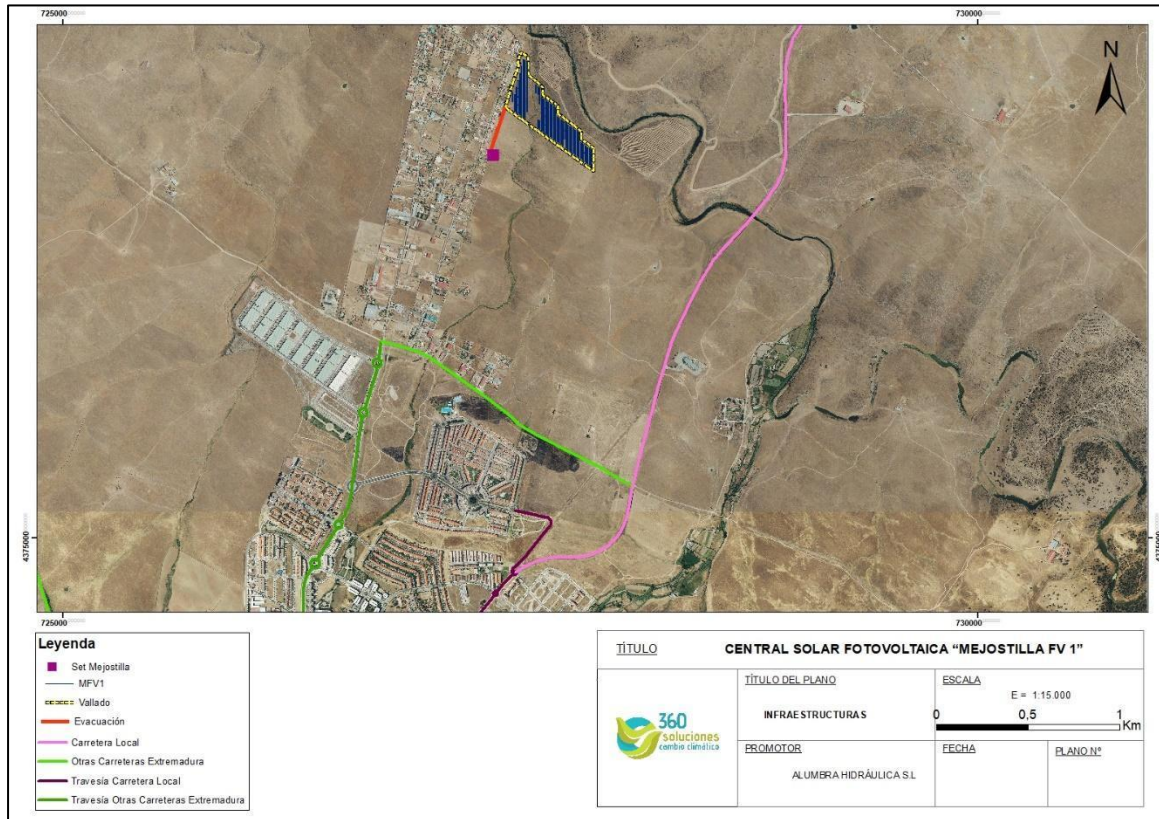 725000
730000
N
4375000
4375000
725000
730000
Leyenda
Set Mejostilla
MFV1
Vallado
Evacuación
Carretera Local
Otras Carreteras Extremadura
Travesía Carretera Local
Travesía Otras Carreteras Extremadura
TÍTULO
CENTRAL SOLAR FOTOVOLTAICA “MEJOSTILLA FV 1”
360
soluciones
cambio climático
TÍTULO DEL PLANO
INFRAESTRUCTURAS
ESCALA
E = 1:15.000
0 0,5 1
Km
PROMOTOR
ALUMBRA HIDRÁULICA S.L
FECHA
PLANO Nº